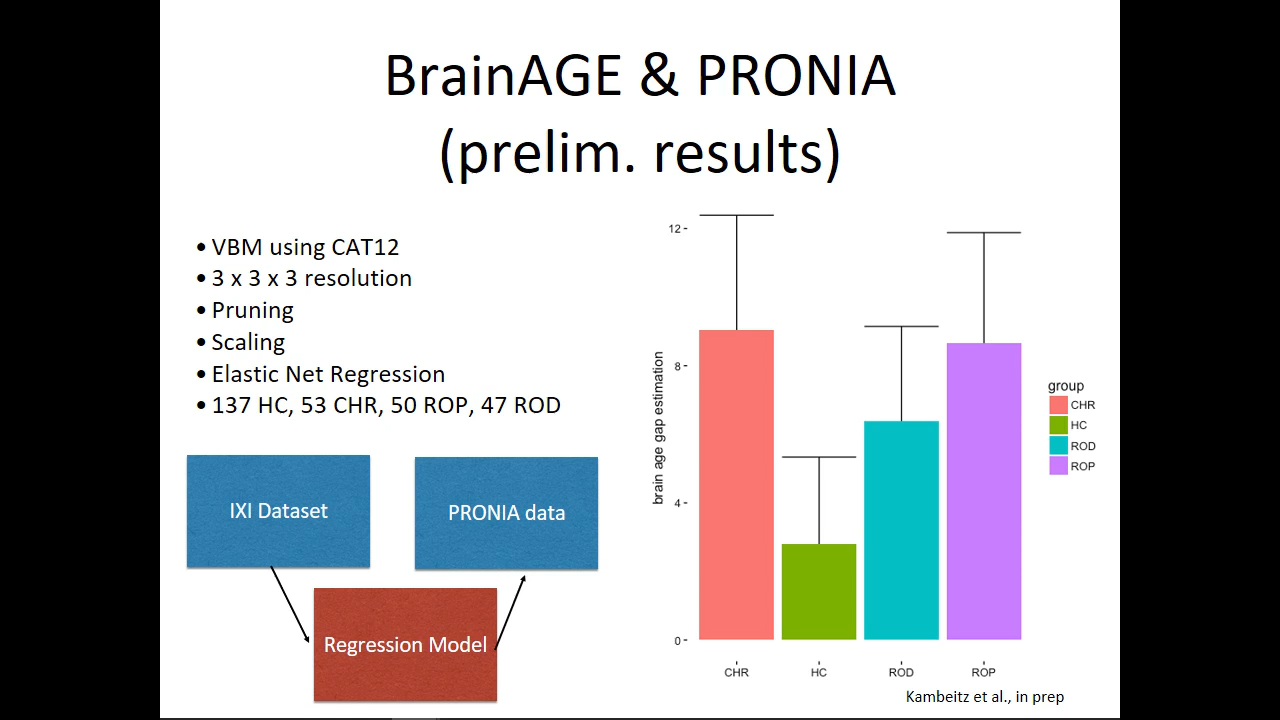 BrainAGE & PRONIA
(prelim. results)
• VBM using CAT12
• 3 x 3 x 3 resolution
• Pruning
• Scaling
• Elastic Net Regression
• 137 HC, 53 CHR, 50 ROP, 47 ROD
IXI Dataset
PRONIA data
Regression Model
brain age gap estimation
12
8
4
0
CHR
HC
ROD
ROP
group
CHR
HC
ROD
ROP
Kambeitz et al., in prep